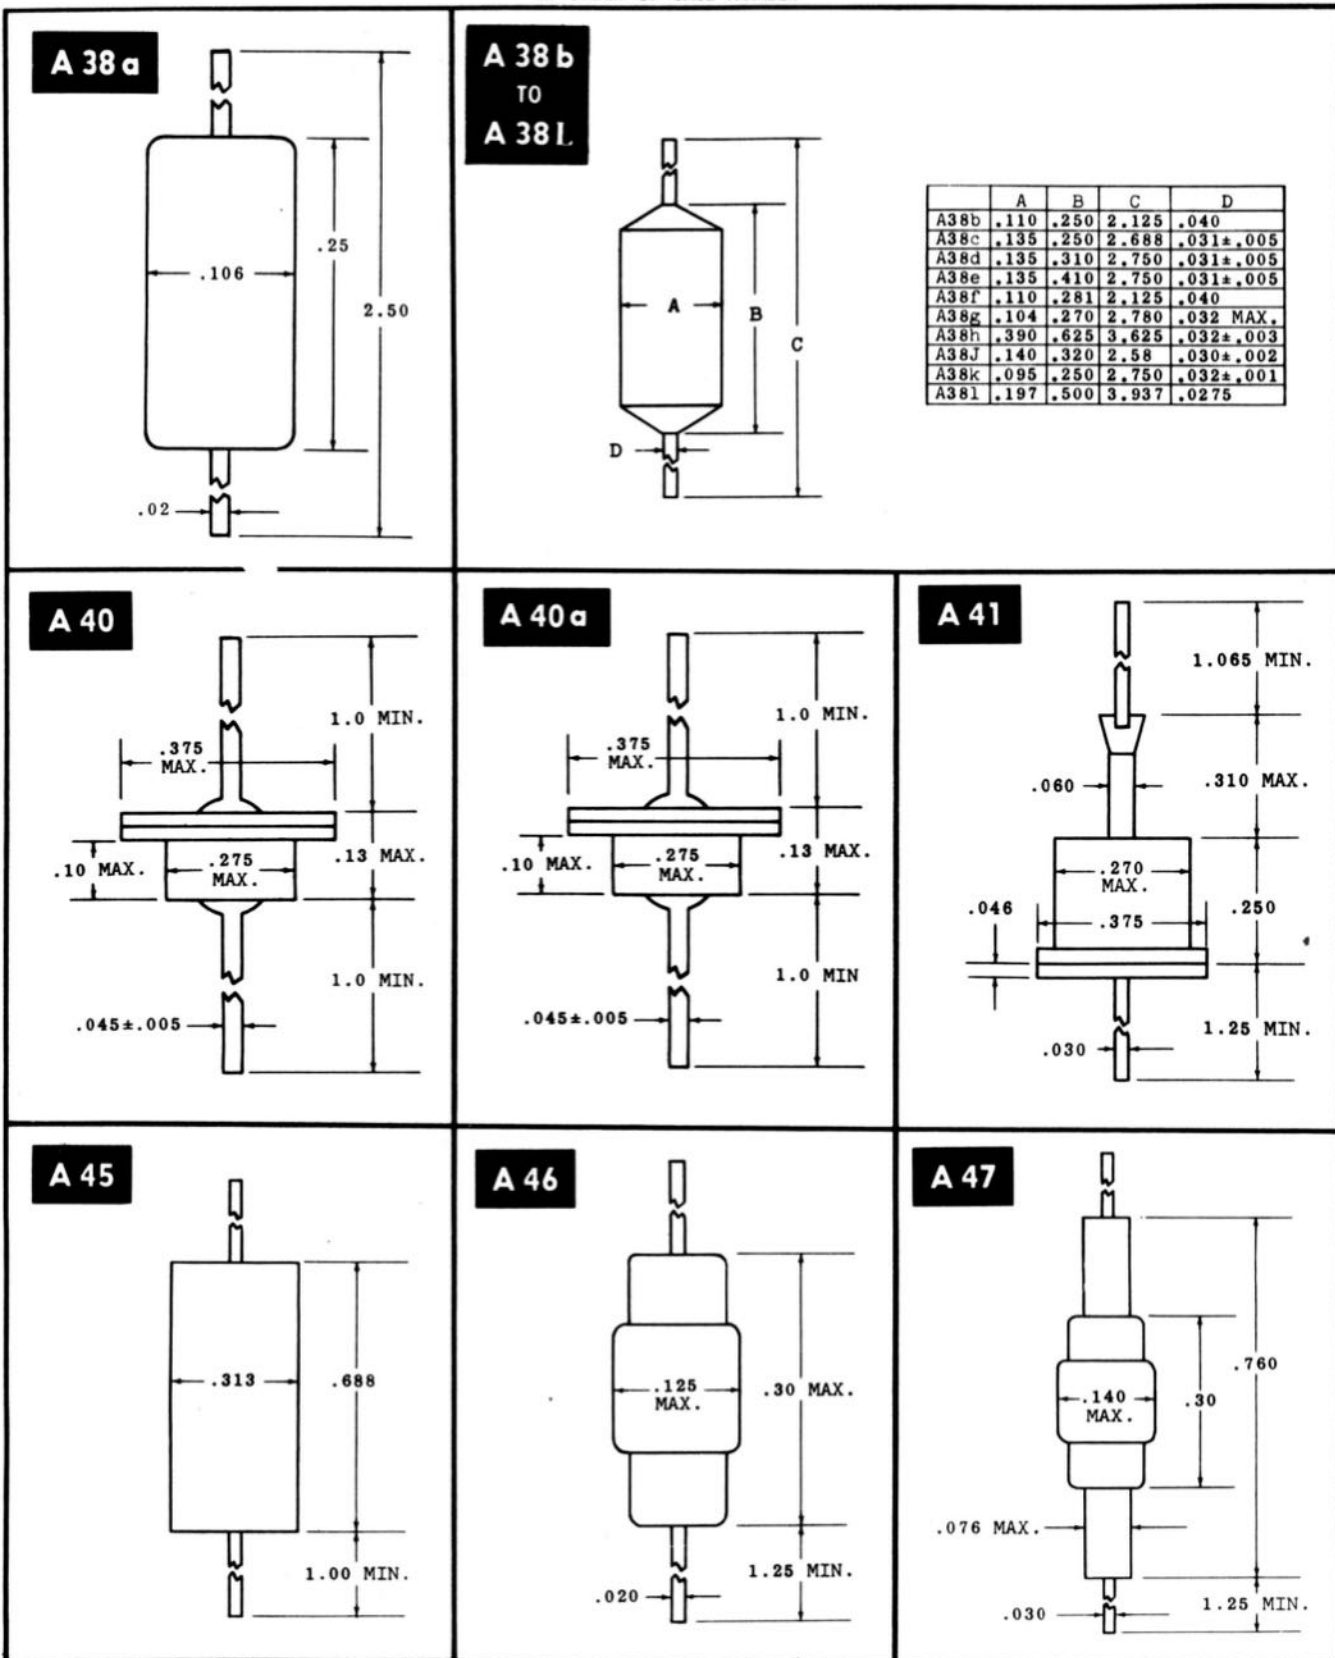 A 38 a
.25
.106
2.50
.02
A 38 b
TO
A 38 L
A
B
C
D
A B C D
A38b .110 .250 2.125 .040
A38c .135 .250 2.688 .031±.005
A38d .135 .310 2.750 .031±.005
A38e .135 .410 2.750 .031±.005
A38f .110 .281 2.125 .040
A38g .104 .270 2.780 .032 MAX.
A38h .390 .625 3.625 .032±.003
A38J .140 .320 2.58 .030±.002
A38k .095 .250 2.750 .032±.001
A38l .197 .500 3.937 .0275
A 40
1.0 MIN.
.375
MAX.
.10 MAX.
.275
MAX.
.13 MAX.
1.0 MIN.
.045±.005
A 40 a
1.0 MIN.
.375
MAX.
.10 MAX.
.275
MAX.
.13 MAX.
1.0 MIN
.045±.005
A 41
1.065 MIN.
.060
.310 MAX.
.270
MAX.
.046
.375
.250
1.25 MIN.
.030
A 45
.313
.688
1.00 MIN.
A 46
.125
MAX.
.30 MAX.
1.25 MIN.
.020
A 47
.760
.140
MAX.
.30
.076 MAX.
1.25 MIN.
.030